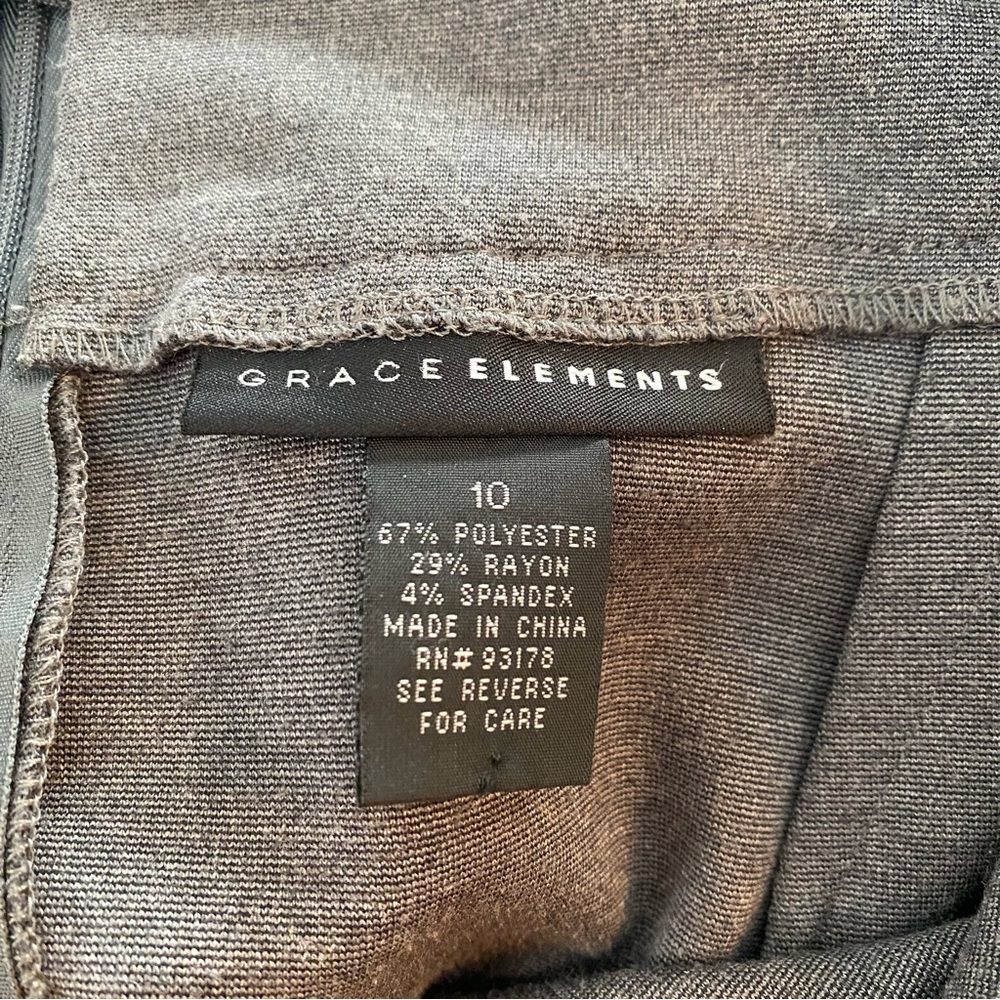 GRACE ELEMENTS
10
67% POLYESTER
29% RAYON
4% SPANDEX
MADE IN CHINA
RN# 93178
SEE REVERSE
FOR CARE